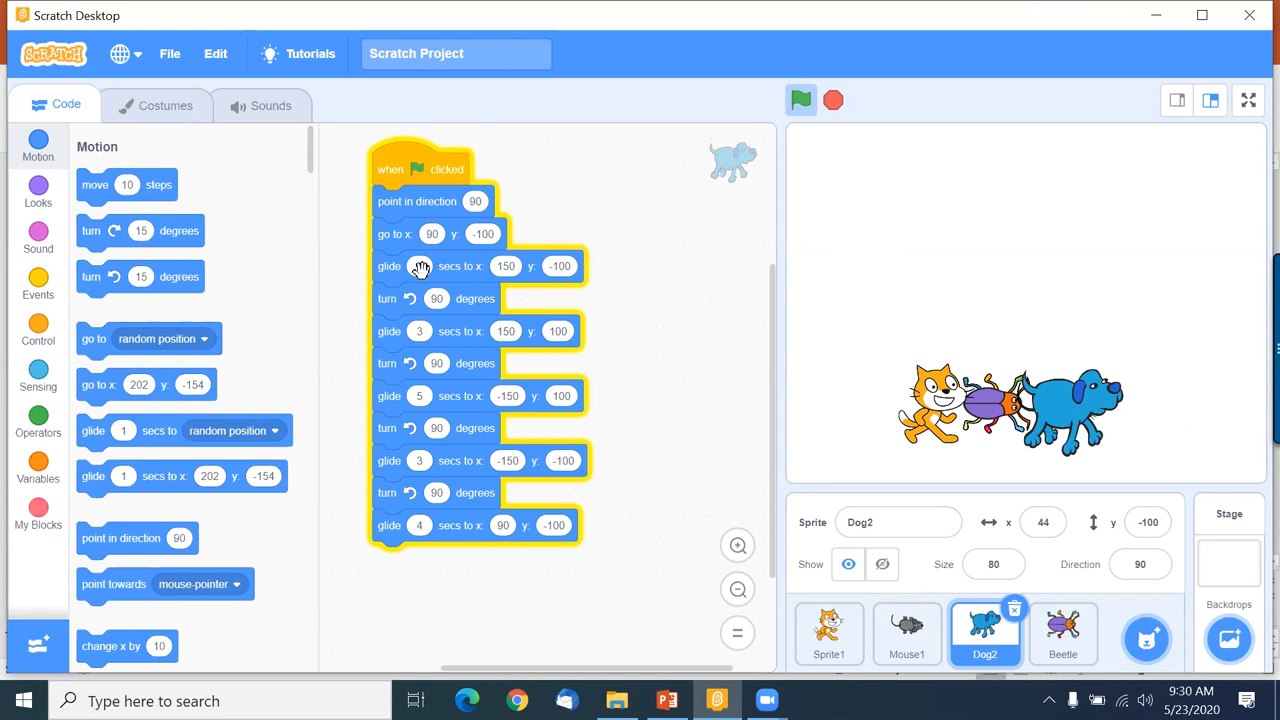 Scratch Desktop
SCRATCH
File
Edit
Tutorials
Scratch Project
Code
Costumes
Sounds
Motion
Looks
Sound
Events
Control
Sensing
Operators
Variables
My Blocks
Motion
move 10 steps
turn 15 degrees
turn 15 degrees
go to random position
go to x: 202 y: -154
glide 1 secs to random position
glide 1 secs to x: 202 y: -154
point in direction 90
point towards mouse-pointer
change x by 10
when clicked
point in direction 90
go to x: 90 y: -100
glide secs to x: 150 y: -100
turn 90 degrees
glide 3 secs to x: 150 y: 100
turn 90 degrees
glide 5 secs to x: -150 y: 100
turn 90 degrees
glide 3 secs to x: -150 y: -100
turn 90 degrees
glide 4 secs to x: 90 y: -100
Sprite Dog2 x 44 y -100
Show Size 80 Direction 90
Sprite1
Mouse1
Dog2
Beetle
Stage
Backdrops
Type here to search
9:30 AM
5/23/2020